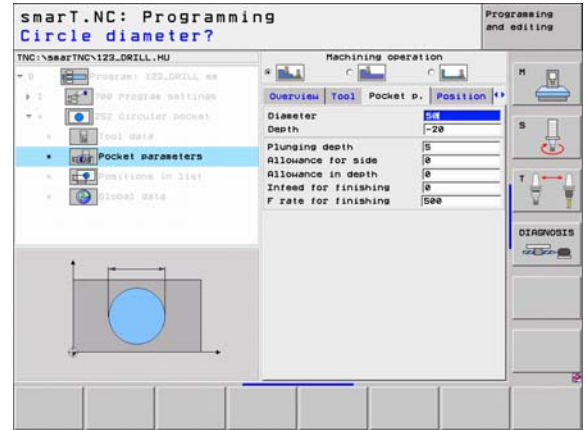 smarT.NC: Programming
Circle diameter?
Programming
and editing
TNC:\smarTNC\123_DRILL.HU
0 Program: 123_DRILL mm
1 700 Program settings
252 Circular pocket
Tool data
Pocket parameters
Positions in list
Global data
Machining operation
Overview Tool Pocket p. Position
Diameter 50
Depth -20
Plunging depth 5
Allowance for side 0
Allowance in depth 0
Infeed for finishing 0
F rate for finishing 500
M
S
T
DIAGNOSIS